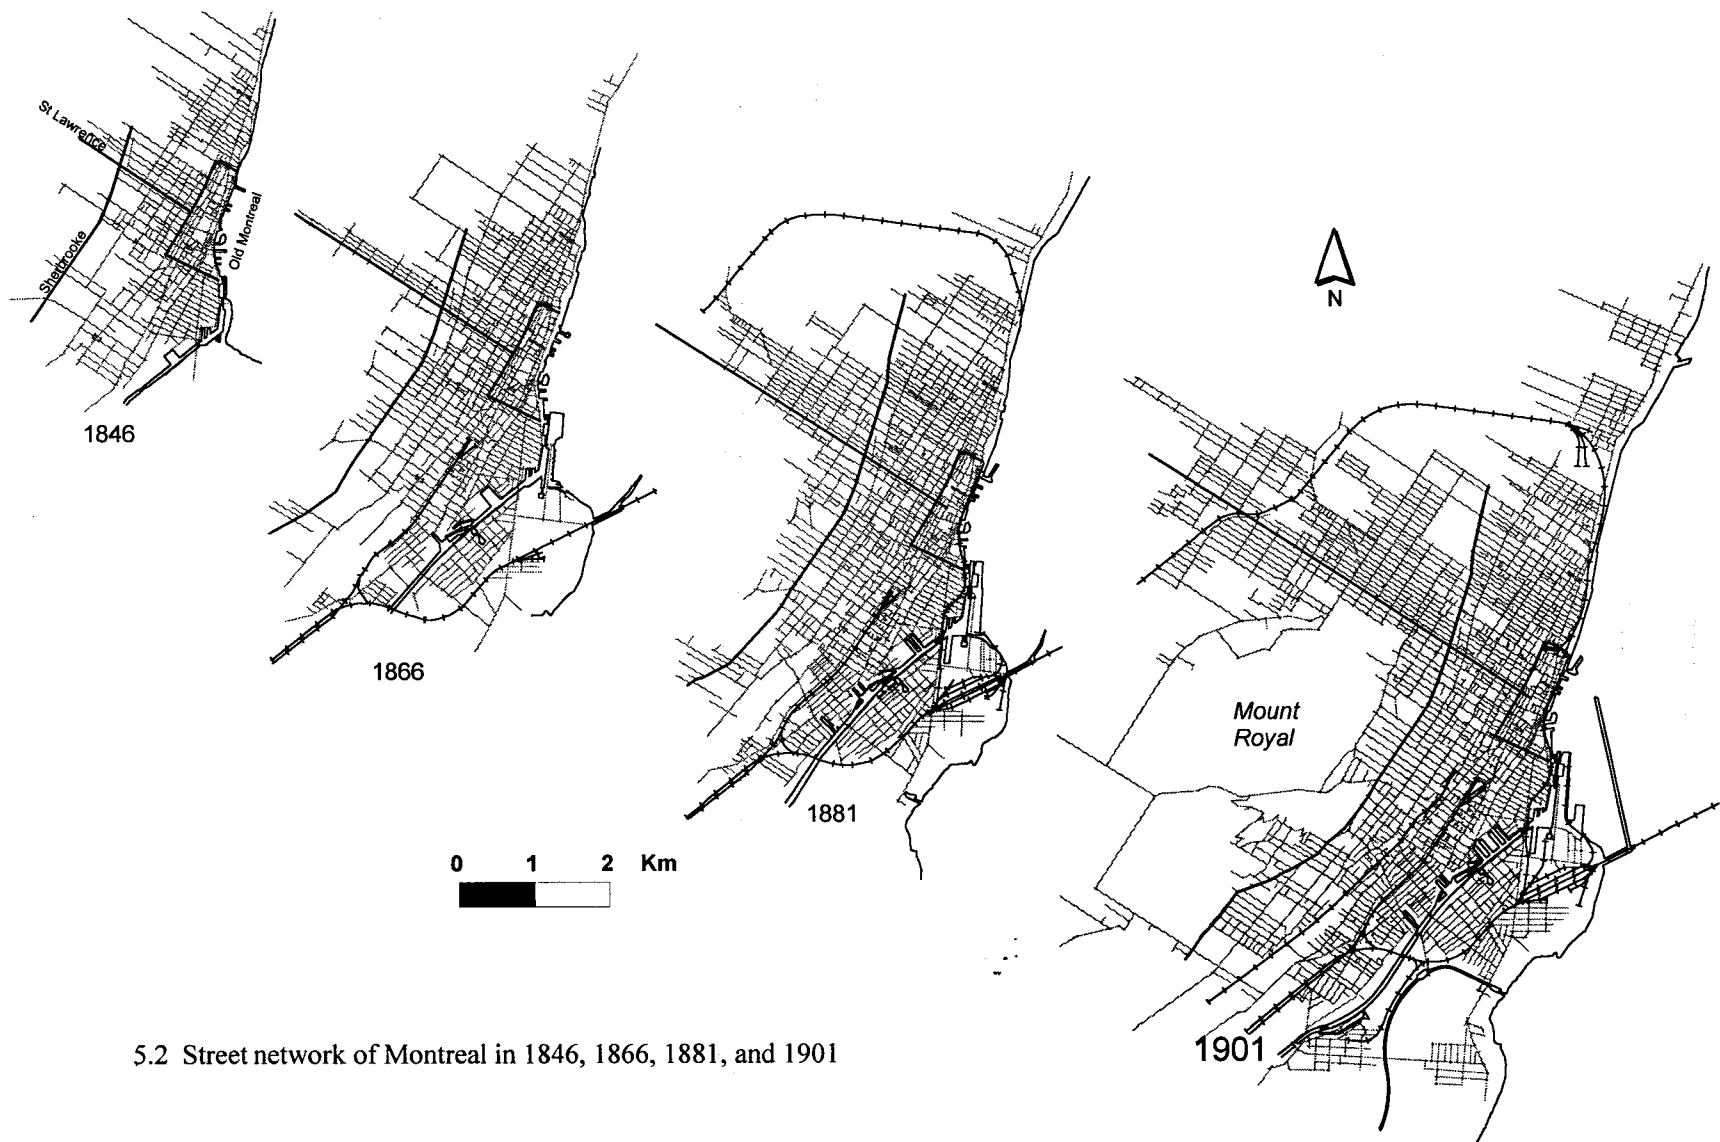 St Lawrence
Sherbrooke
Old Montreal
1846
1866
1881
N
Mount
Royal
1901
0 1 2 Km
5.2 Street network of Montreal in 1846, 1866, 1881, and 1901